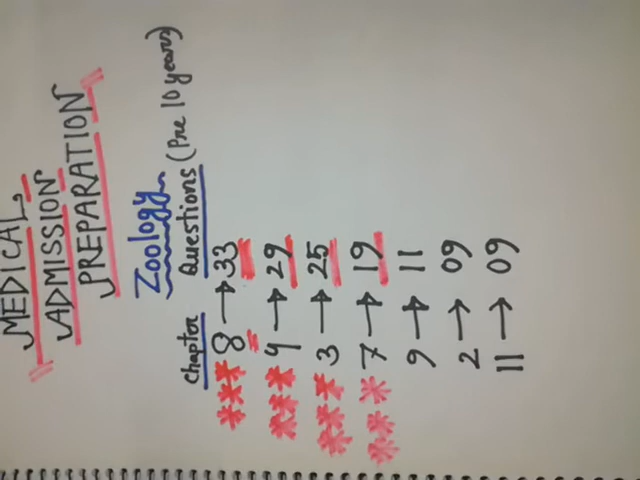 MEDICAL
ADMISSION
PREPARATION
Zoology
Chapter Questions (Pre 10 years)
*** 8 → 33
*** 4 → 29
*** 3 → 25
*** 7 → 19
9 → 11
2 → 09
11 → 09